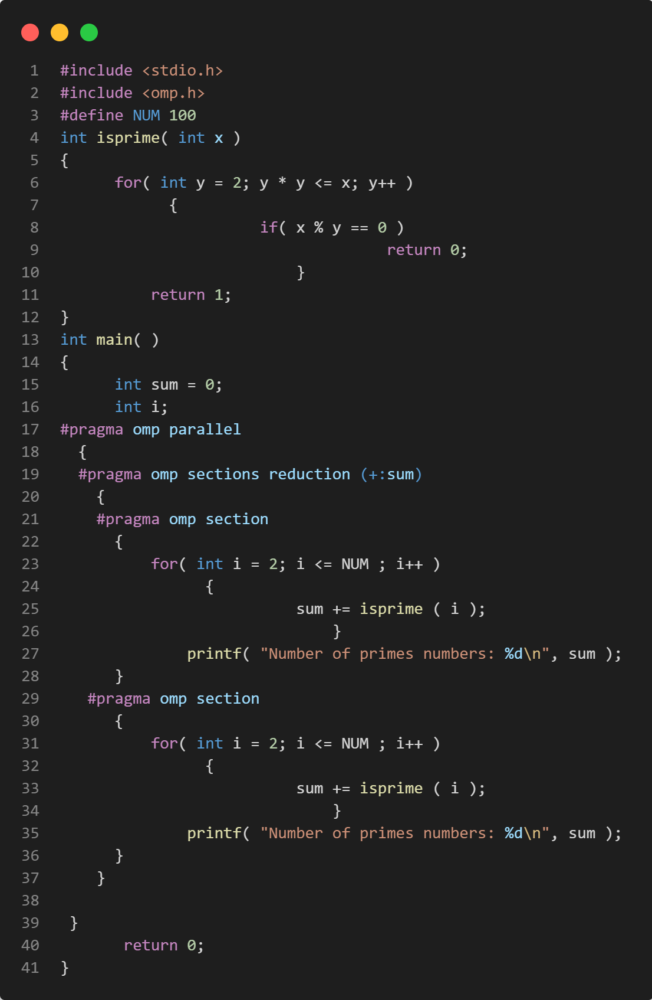 1 #include <stdio.h>
2 #include <omp.h>
3 #define NUM 100
4 int isprime( int x )
5 {
6       for( int y = 2; y * y <= x; y++ )
7             {
8                       if( x % y == 0 )
9                                     return 0;
10                           }
11          return 1;
12 }
13 int main( )
14 {
15       int sum = 0;
16       int i;
17 #pragma omp parallel
18   {
19   #pragma omp sections reduction (+:sum)
20     {
21     #pragma omp section
22       {
23           for( int i = 2; i <= NUM ; i++ )
24                 {
25                           sum += isprime ( i );
26                               }
27               printf( "Number of primes numbers: %d\n", sum );
28       }
29    #pragma omp section
30       {
31           for( int i = 2; i <= NUM ; i++ )
32                 {
33                           sum += isprime ( i );
34                               }
35               printf( "Number of primes numbers: %d\n", sum );
36       }
37     }
38
39  }
40        return 0;
41 }